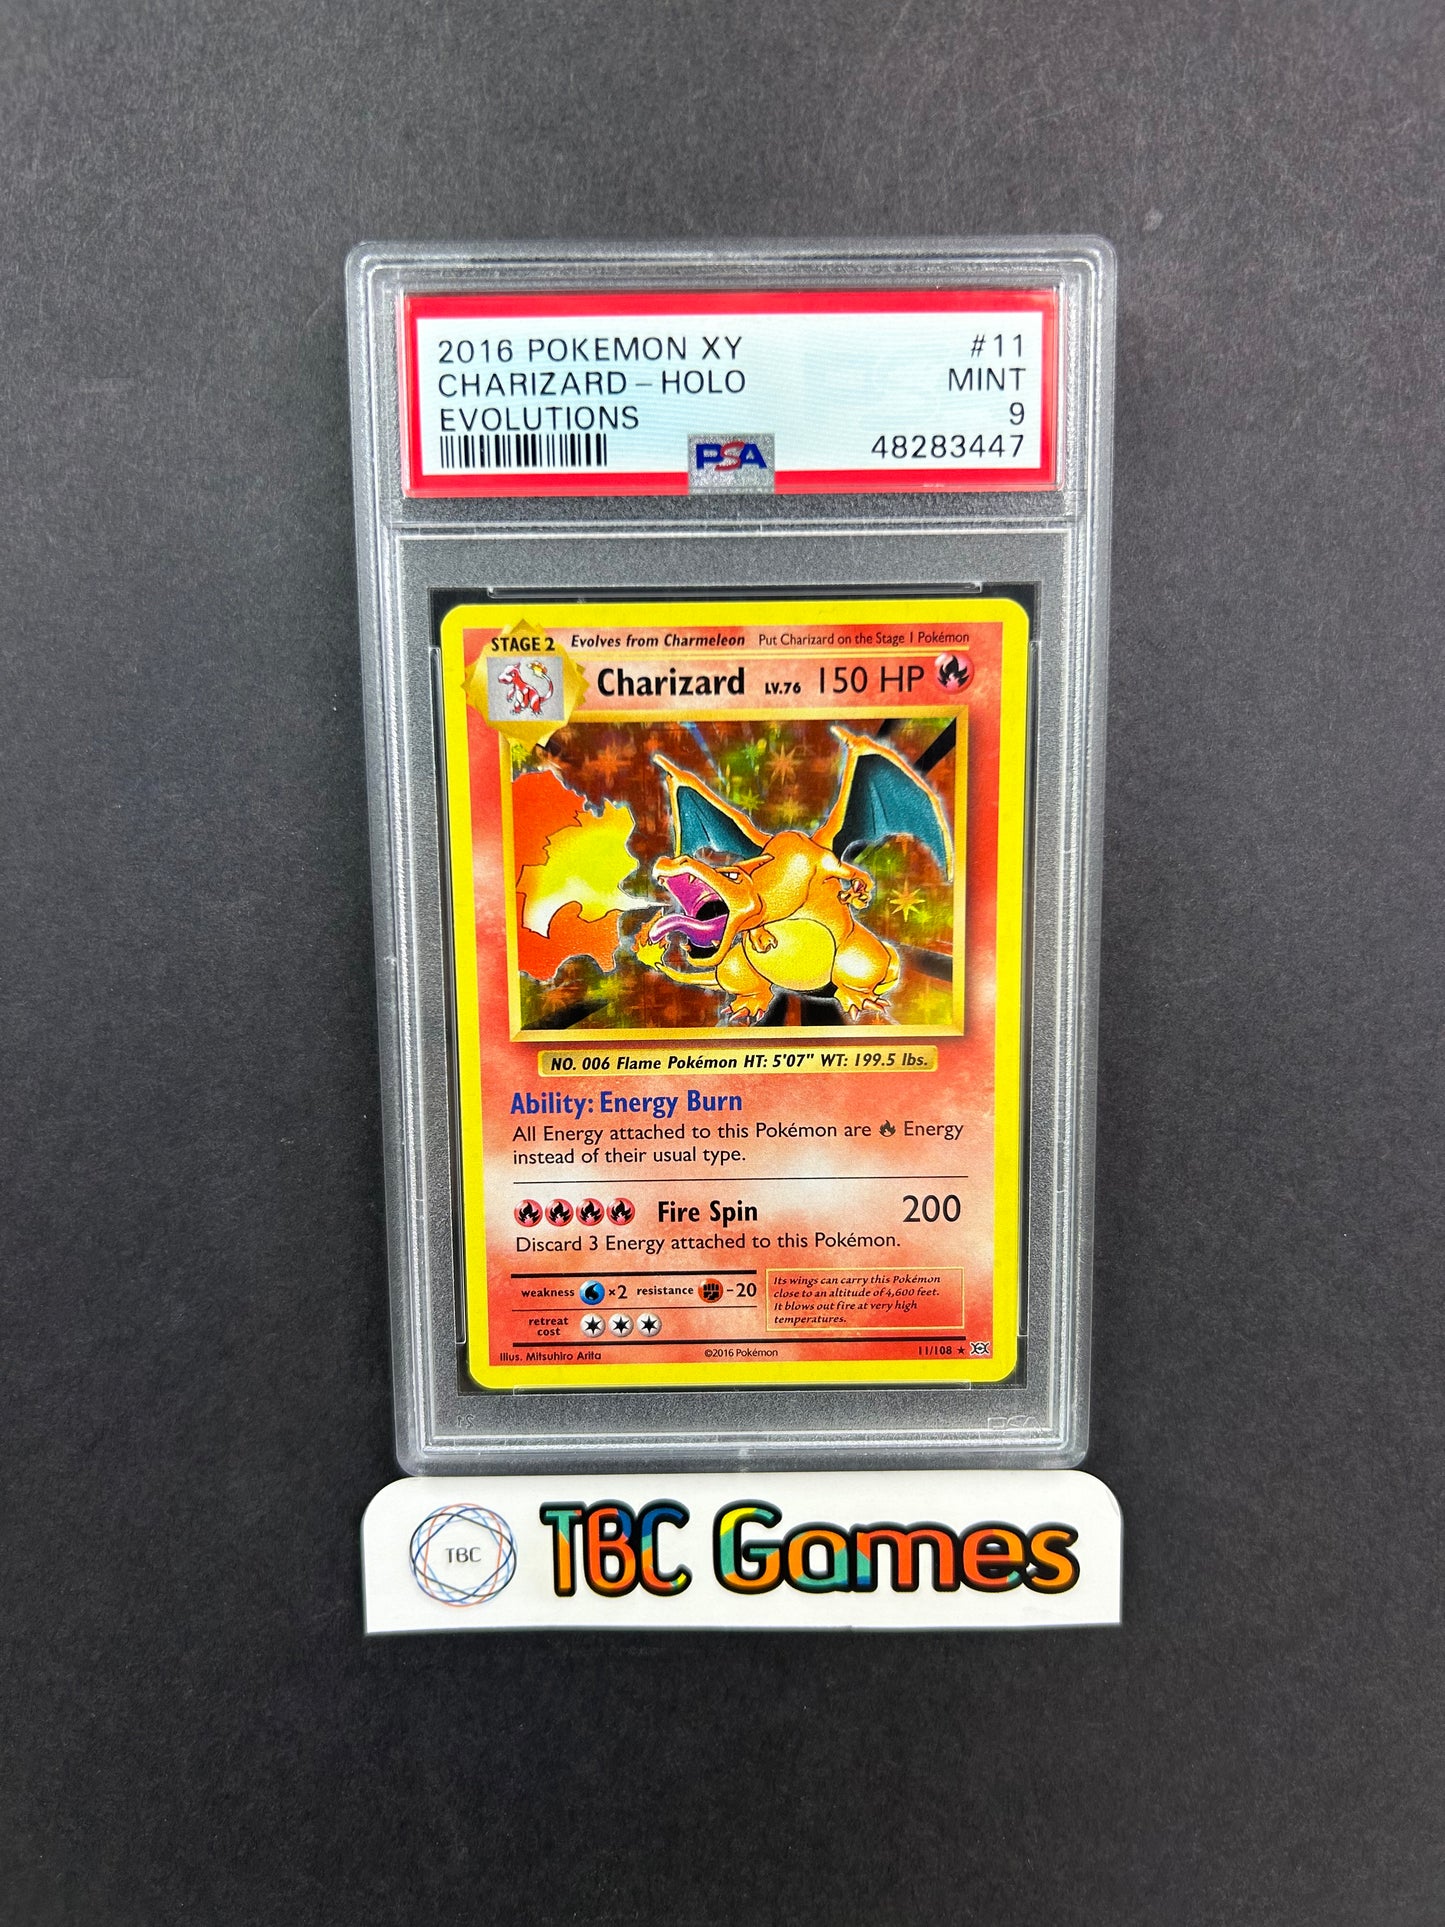 2016 POKEMON XY #11
CHARIZARD-HOLO MINT
EVOLUTIONS 9
PSA 48283447
STAGE 2 Evolves from Charmeleon Put Charizard on the Stage 1 Pokémon
Charizard LV.76 150 HP
NO. 006 Flame Pokémon HT: 5'07" WT: 199.5 lbs.
Ability: Energy Burn
All Energy attached to this Pokémon are Energy
instead of their usual type.
Fire Spin 200
Discard 3 Energy attached to this Pokémon.
weakness ×2 resistance -20
retreat
cost
Its wings can carry this Pokémon
close to an altitude of 4,600 feet.
It blows out fire at very high
temperatures.
Illus. Mitsuhiro Arita ©2016 Pokémon 11/108 ★
PSA
TBC TBC Games